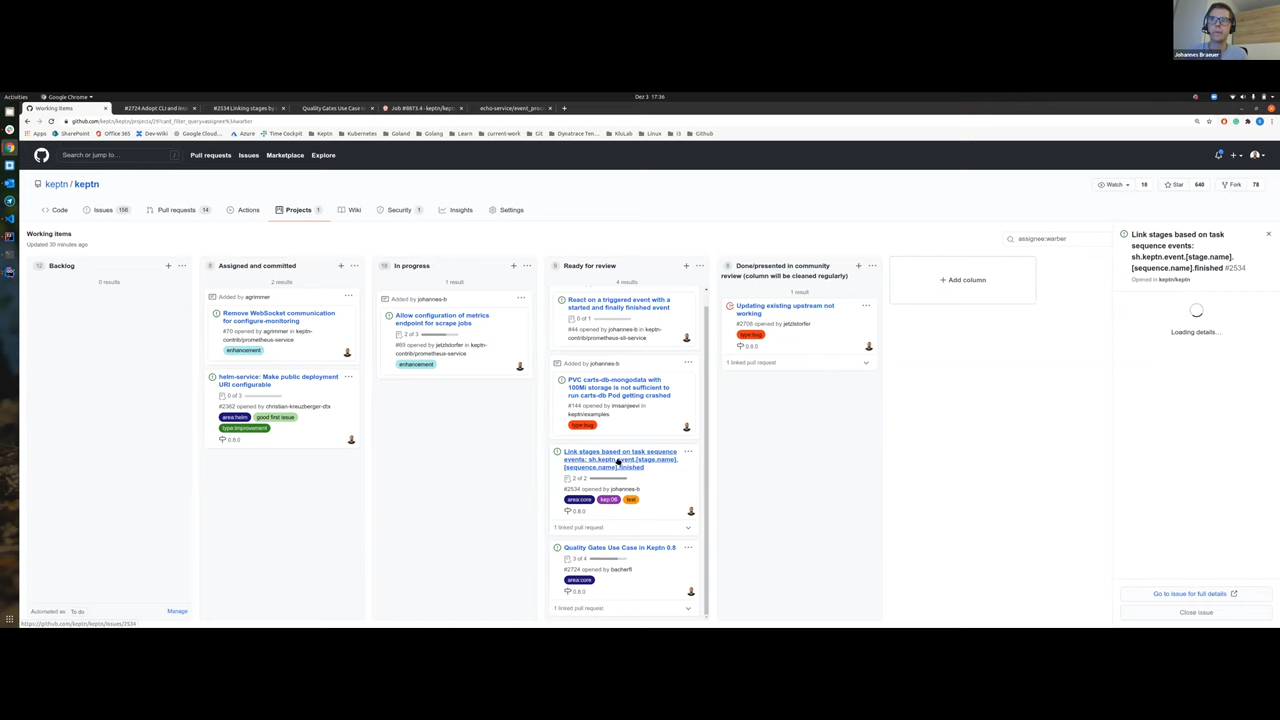 Johannes Braeuer
Activities
Google Chrome
Dez 3 17:36
Working items
#2724 Adopt CLI and Inte
#2534 Linking stages by
Quality Gates Use Case in
Job #8873.4 - keptn/keptn
echo-service/event_proc
github.com/keptn/keptn/projects/29?card_filter_query=assignee%3Awarber
Apps
SharePoint
Office 365
Dev-Wiki
Google Cloud...
Azure
Time Cockpit
Keptn
Kubernetes
Goland
Golang
Learn
current-work
Git
Dynatrace Ten...
KluLab
Linux
i3
Github
Search or jump to...
/
Pull requests
Issues
Marketplace
Explore
keptn / keptn
Watch
18
Star
640
Fork
78
Code
Issues 156
Pull requests 14
Actions
Projects 1
Wiki
Security 1
Insights
Settings
Working items
Updated 30 minutes ago
assignee:warber
12 Backlog
0 results
Automated as To do
Manage
Assigned and committed
2 results
Added by agrimmer
Remove WebSocket communication
for configure-monitoring
#70 opened by agrimmer in keptn-
contrib/prometheus-service
enhancement
helm-service: Make public deployment
URI configurable
0 of 3
#2362 opened by christian-kreuzberger-dtx
area:helm
good first issue
type:improvement
0.8.0
18 In progress
1 result
Added by johannes-b
Allow configuration of metrics
endpoint for scrape jobs
2 of 3
#69 opened by jetzlstorfer in keptn-
contrib/prometheus-service
enhancement
9 Ready for review
4 results
React on a triggered event with a
started and finally finished event
0 of 1
#44 opened by johannes-b in keptn-
contrib/prometheus-sli-service
Added by johannes-b
PVC carts-db-mongodata with
100Mi storage is not sufficient to
run carts-db Pod getting crashed
#144 opened by imsanjeevi in
keptn/examples
type:bug
Link stages based on task sequence
events: sh.keptn.event.[stage.name].
[sequence.name].finished
2 of 2
#2534 opened by johannes-b
area:core
kep:06
test
0.8.0
1 linked pull request
Quality Gates Use Case in Keptn 0.8
3 of 4
#2724 opened by bacherfl
area:core
0.8.0
1 linked pull request
Done/presented in community
review (column will be cleaned regularly)
1 result
Updating existing upstream not
working
#2708 opened by jetzlstorfer
type:bug
0.8.0
1 linked pull request
Add column
Link stages based on task
sequence events:
sh.keptn.event.[stage.name].
[sequence.name].finished #2534
Opened in keptn/keptn
Loading details...
Go to issue for full details
Close issue
https://github.com/keptn/keptn/issues/2534